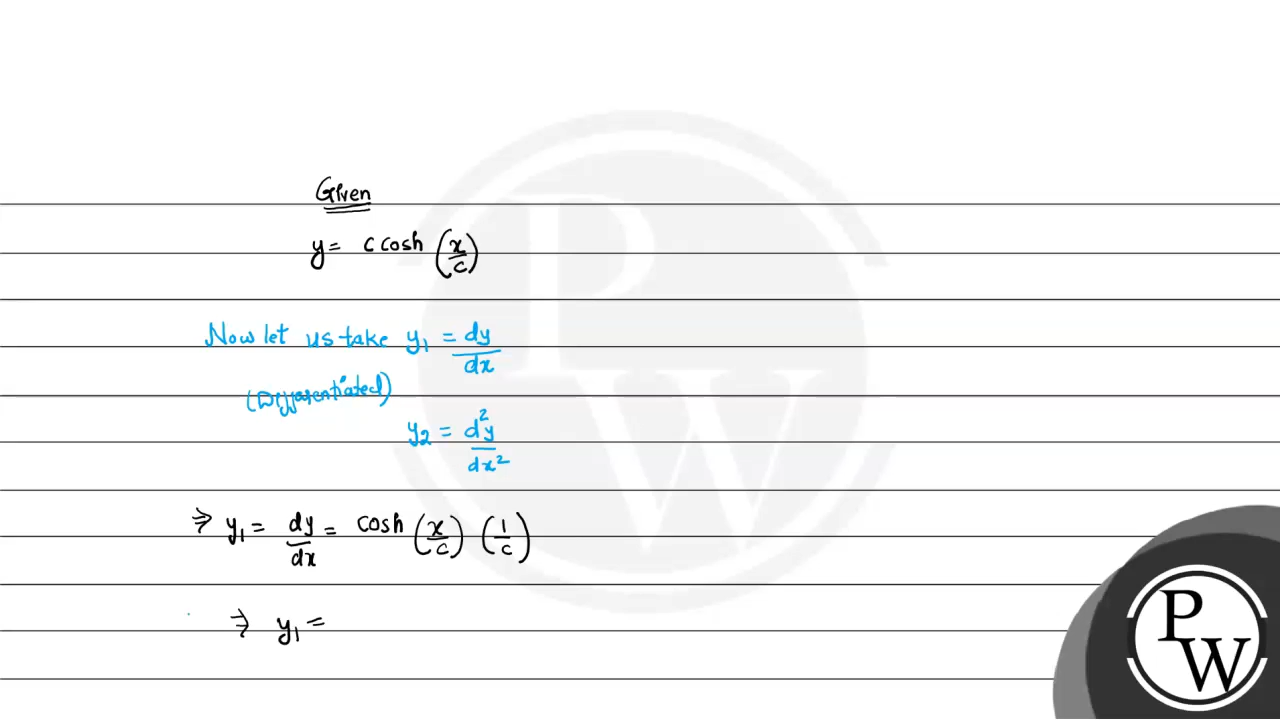 Given
y = c cosh (x/c)
Now let us take y₁ = dy/dx
(Differentiated)
y₂ = d²y/dx²
⇒ y₁ = dy/dx = cosh (x/c) (1/c)
⇒ y₁ =
PW
PW